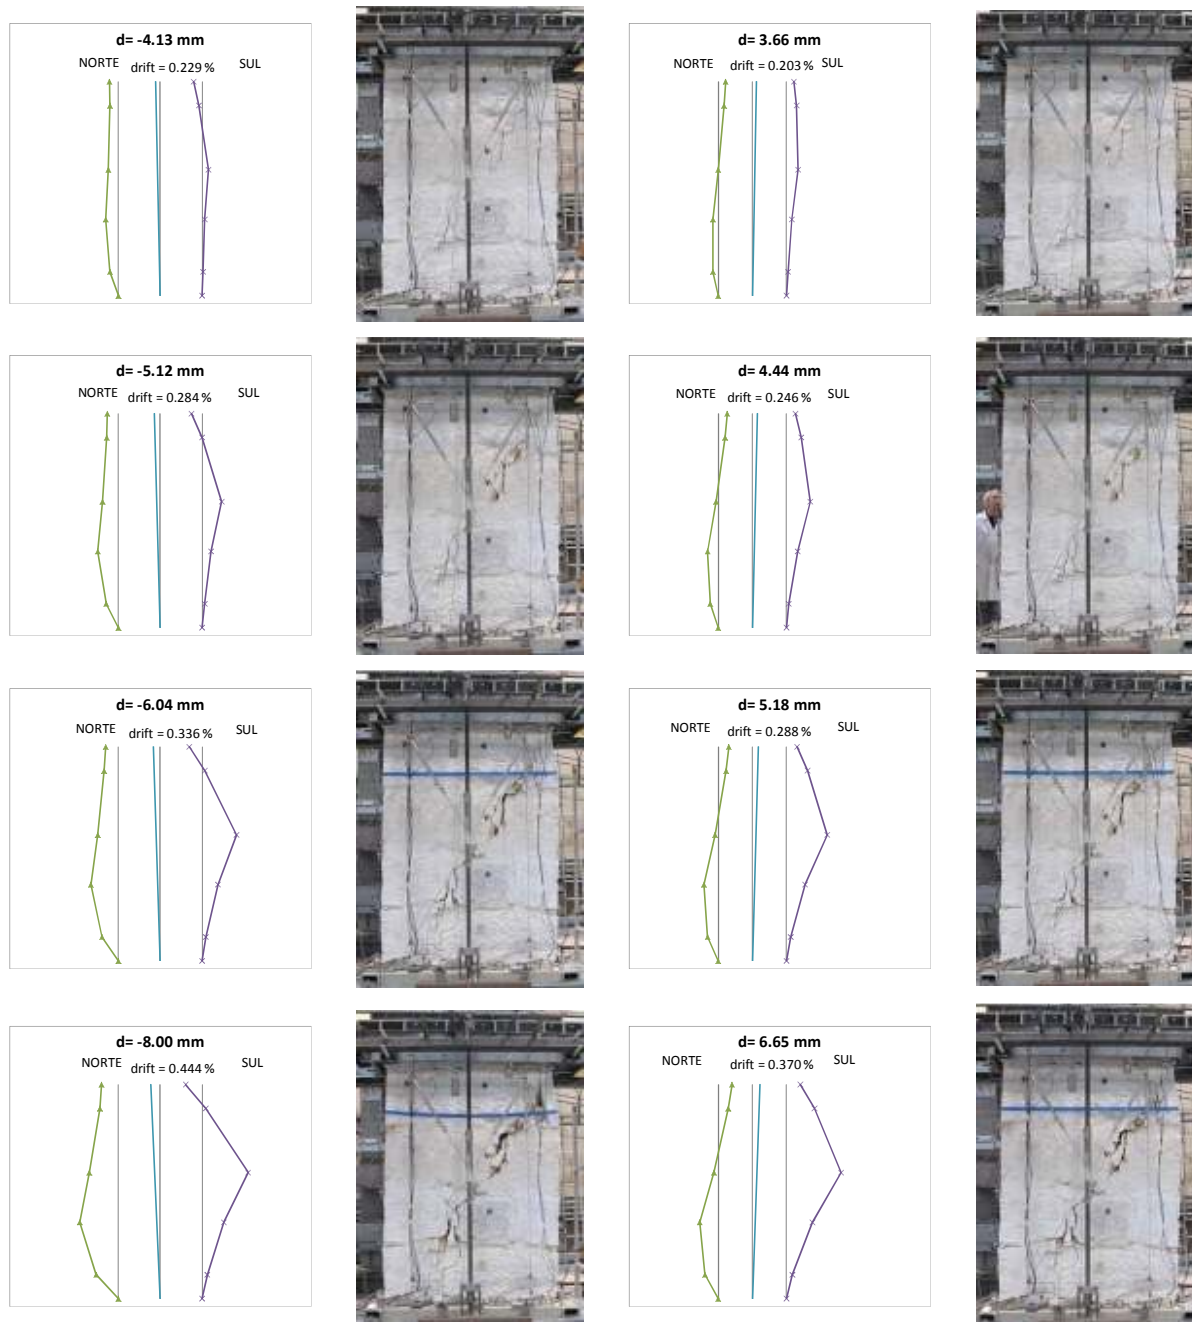 d= -4.13 mm
NORTE drift = 0.229 % SUL
d= 3.66 mm
NORTE drift = 0.203 % SUL
d= -5.12 mm
NORTE drift = 0.284 % SUL
d= 4.44 mm
NORTE drift = 0.246 % SUL
d= -6.04 mm
NORTE drift = 0.336 % SUL
d= 5.18 mm
NORTE drift = 0.288 % SUL
d= -8.00 mm
NORTE drift = 0.444 % SUL
d= 6.65 mm
NORTE drift = 0.370 % SUL